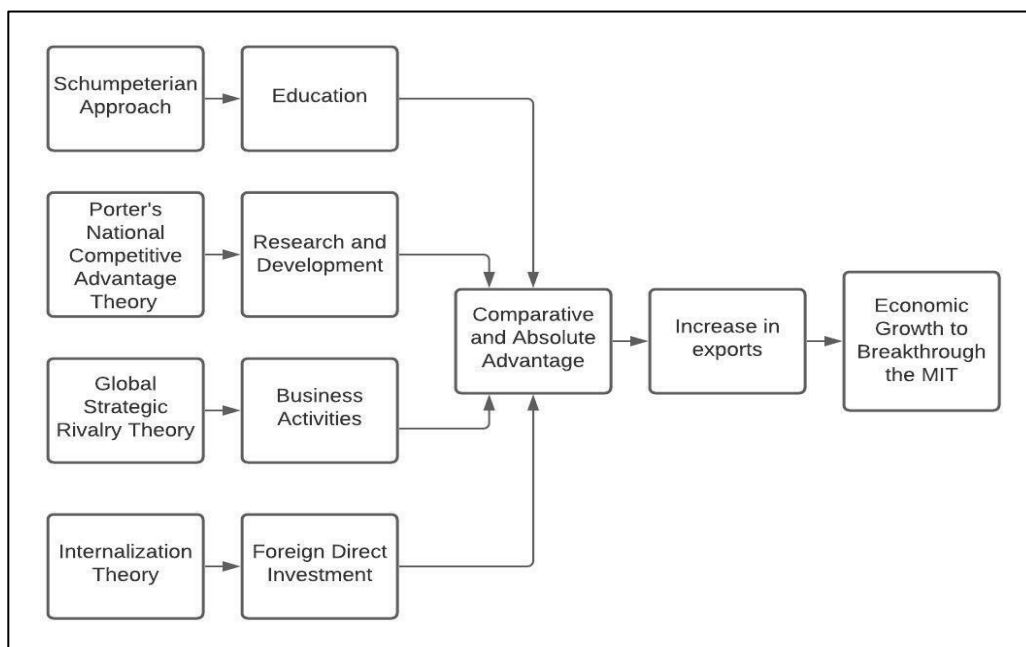 Schumpeterian
Approach
Education
Porter's
National
Competitive
Advantage
Theory
Research and
Development
Global
Strategic
Rivalry Theory
Business
Activities
Internalization
Theory
Foreign Direct
Investment
Comparative
and Absolute
Advantage
Increase in
exports
Economic
Growth to
Breakthrough
the MIT